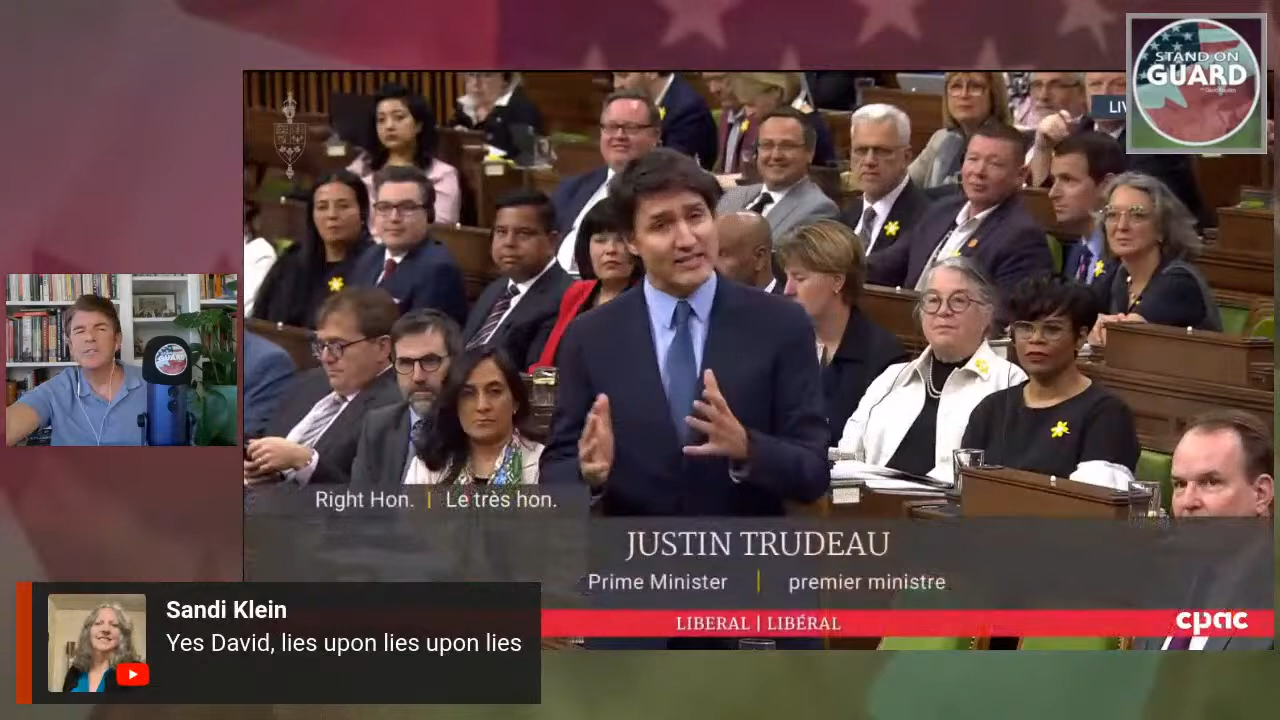 STAND ON
GUARD
LIV
Right Hon. | Le très hon.
JUSTIN TRUDEAU
Prime Minister | premier ministre
LIBERAL | LIBÉRAL
cpac
Sandi Klein
Yes David, lies upon lies upon lies